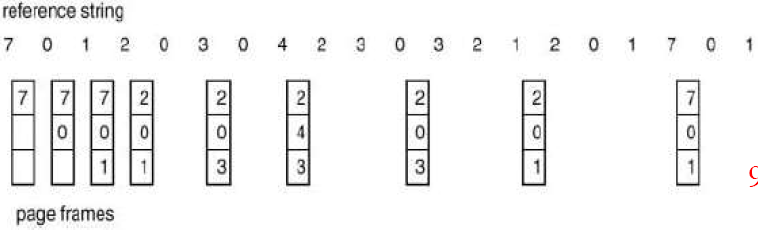 reference string
7 0 1 2 0 3 0 4 2 3 0 3 2 1 2 0 1 7 0 1
7 7 7 2 2 2 2 2 7
0 0 0 0 4 0 0 0
1 1 3 3 3 1 1
9
page frames